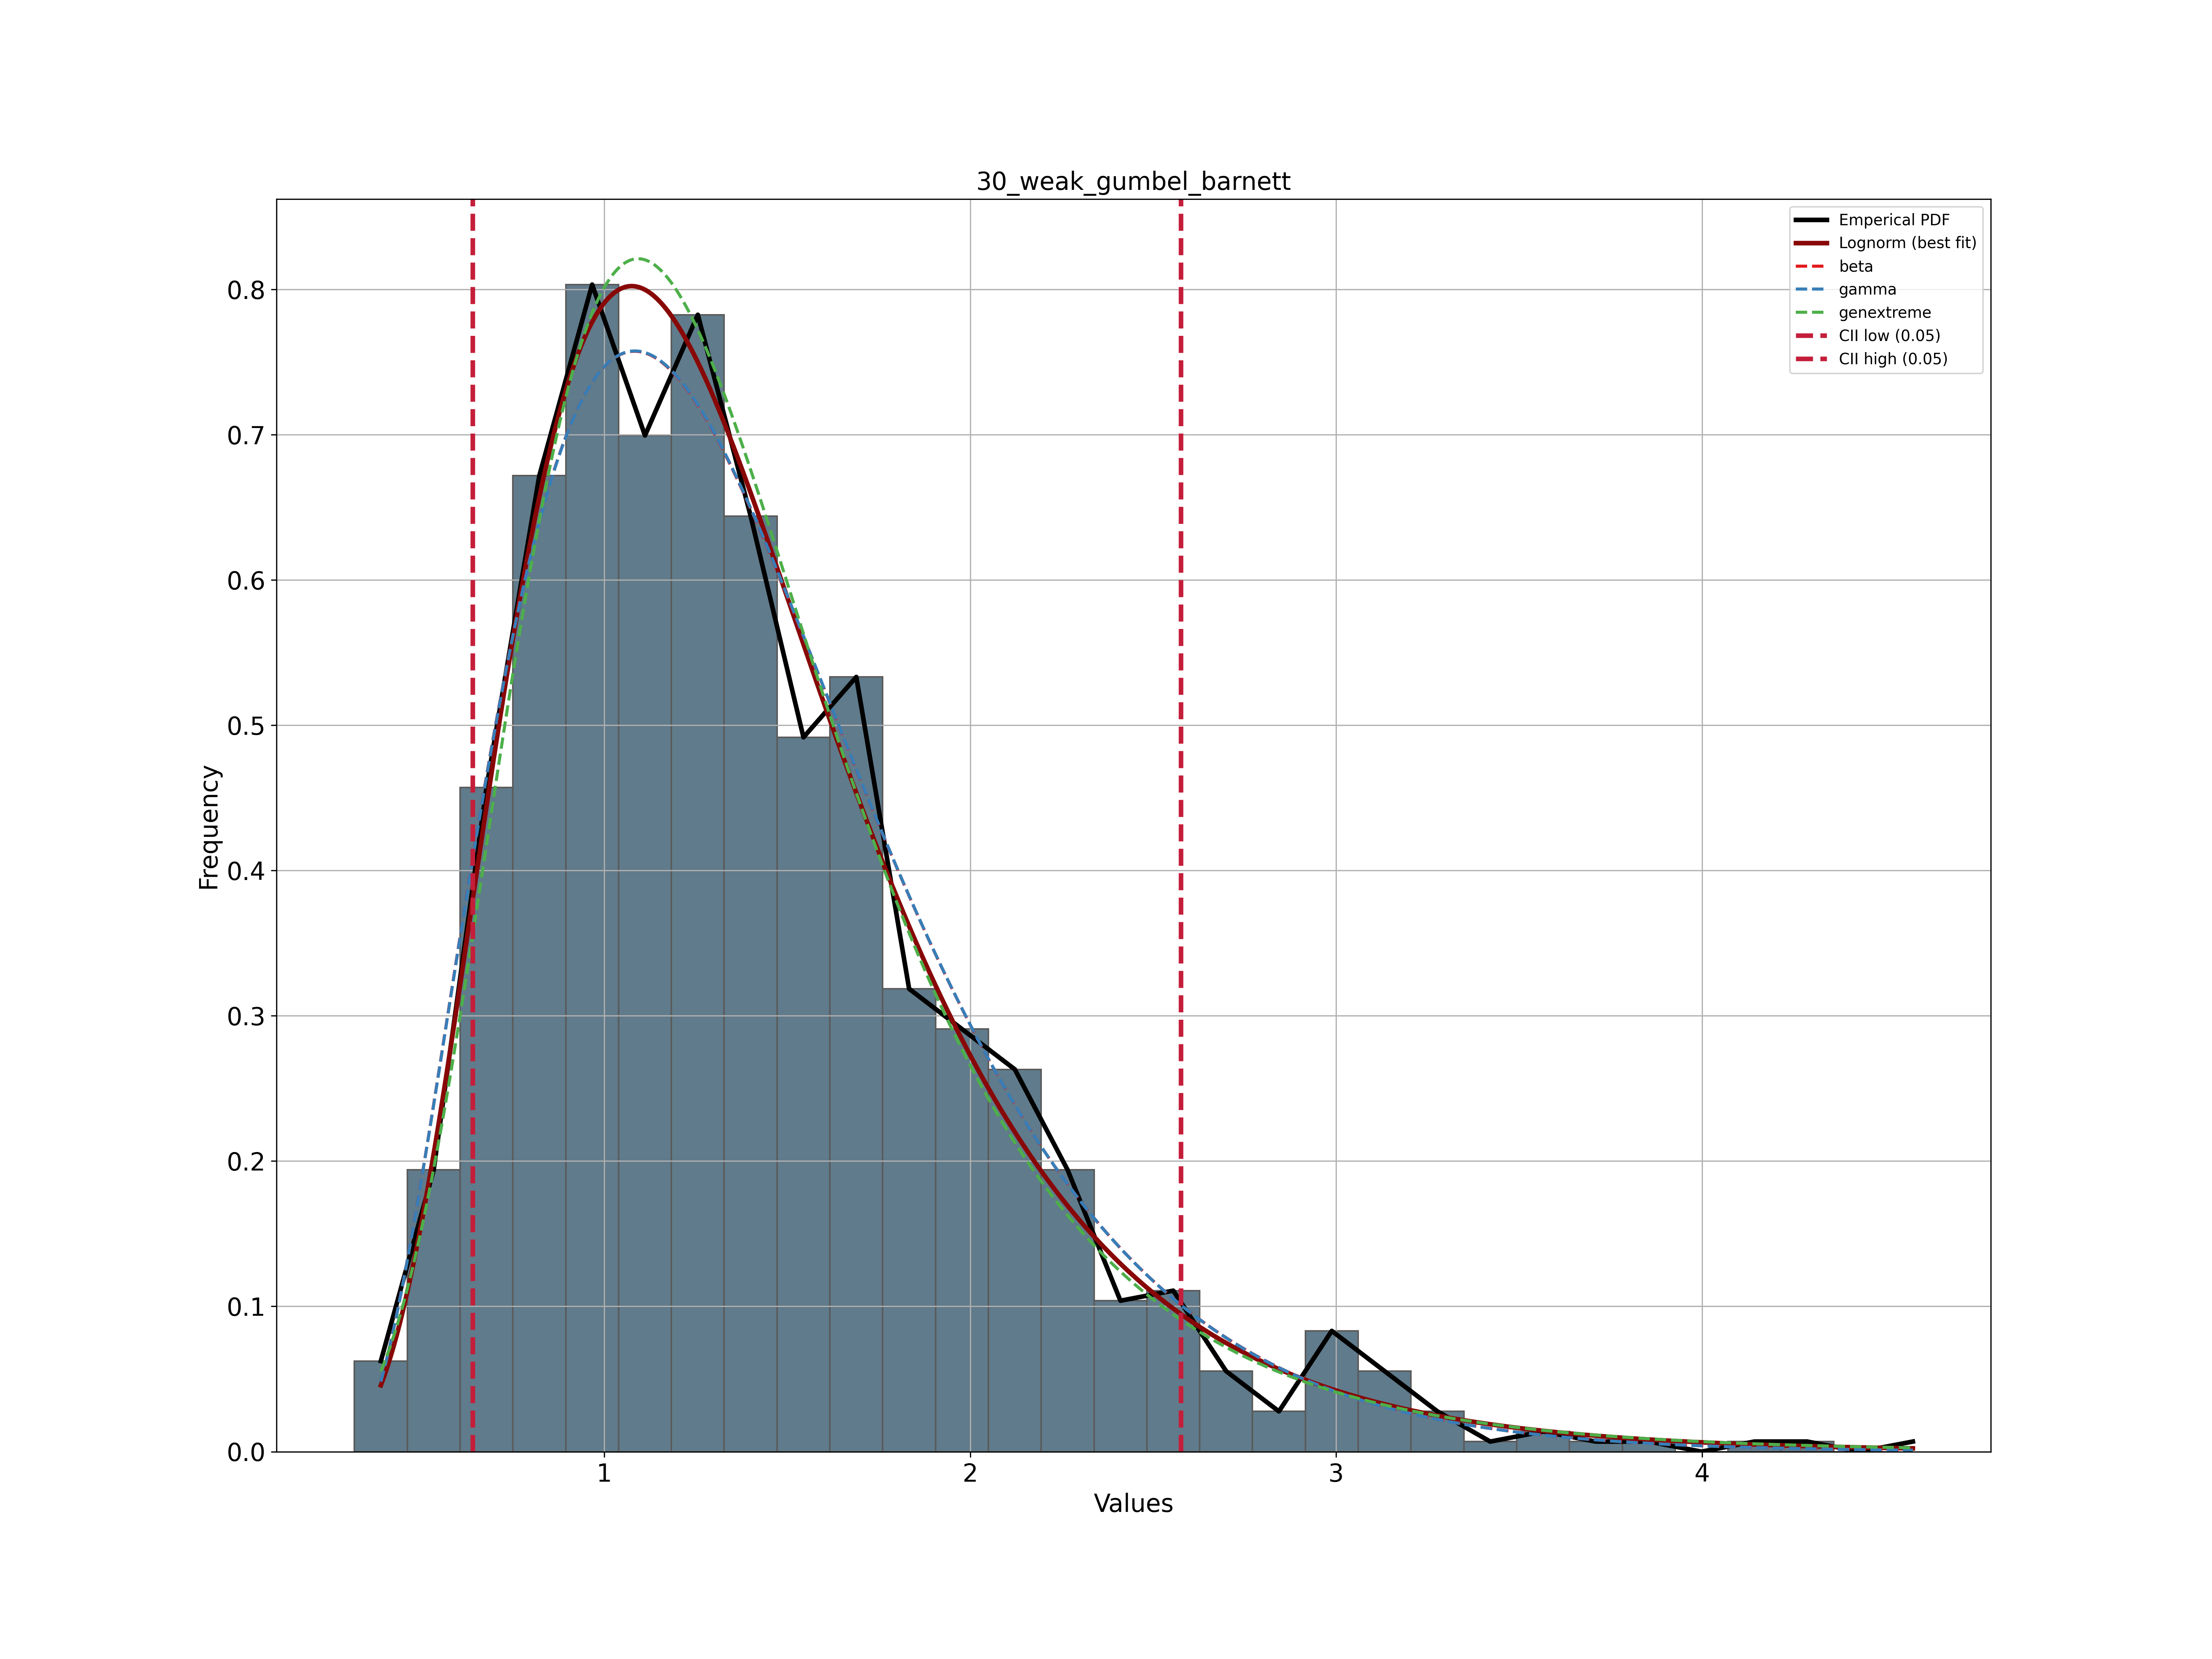 30_weak_gumbel_barnett
Emperical PDF
Lognorm (best fit)
beta
gamma
genextreme
CII low (0.05)
CII high (0.05)
0.8
0.7
0.6
0.5
0.4
0.3
0.2
0.1
0.0
Frequency
1 2 3 4
Values